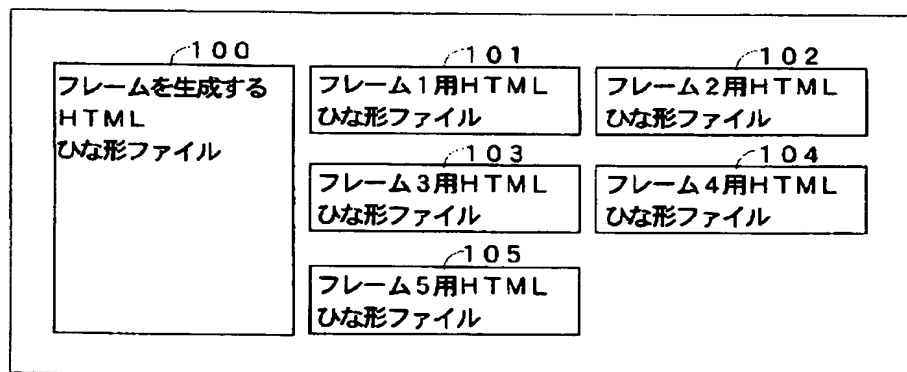 100
フレームを生成する
HTML
ひな形ファイル
101
フレーム1用HTML
ひな形ファイル
102
フレーム2用HTML
ひな形ファイル
103
フレーム3用HTML
ひな形ファイル
104
フレーム4用HTML
ひな形ファイル
105
フレーム5用HTML
ひな形ファイル